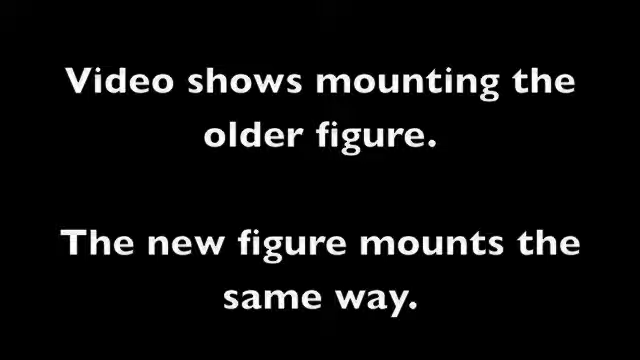 Video shows mounting the
older figure.
The new figure mounts the
same way.